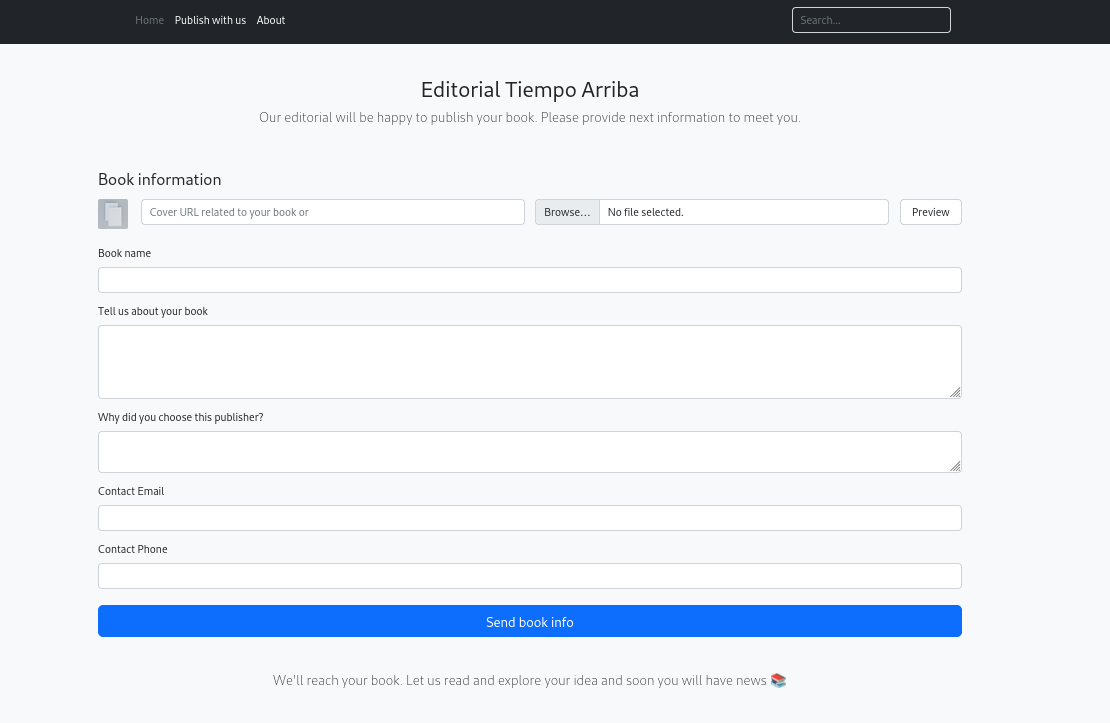 Home Publish with us About Search...
Editorial Tiempo Arriba
Our editorial will be happy to publish your book. Please provide next information to meet you.
Book information
Cover URL related to your book or Browse... No file selected. Preview
Book name
Tell us about your book
Why did you choose this publisher?
Contact Email
Contact Phone
Send book info
We'll reach your book. Let us read and explore your idea and soon you will have news 📚